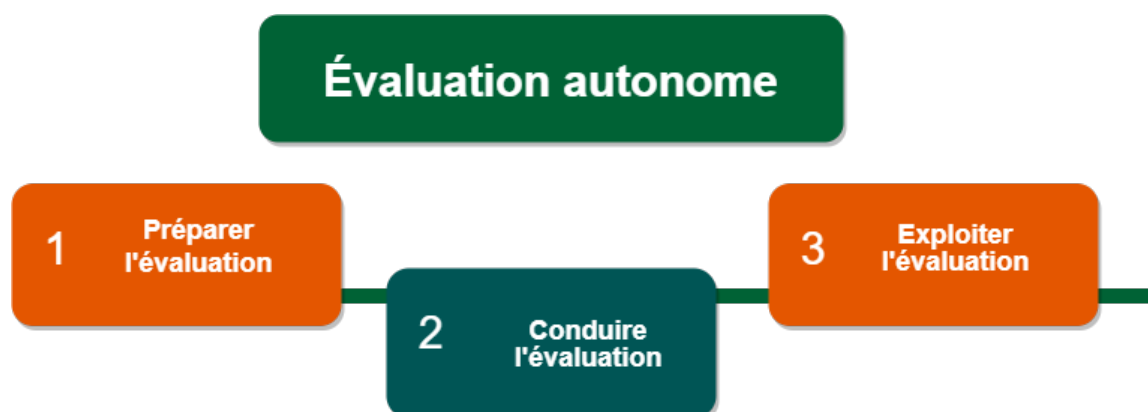 Évaluation autonome
1
Préparer
l'évaluation
2
Conduire
l'évaluation
3
Exploiter
l'évaluation